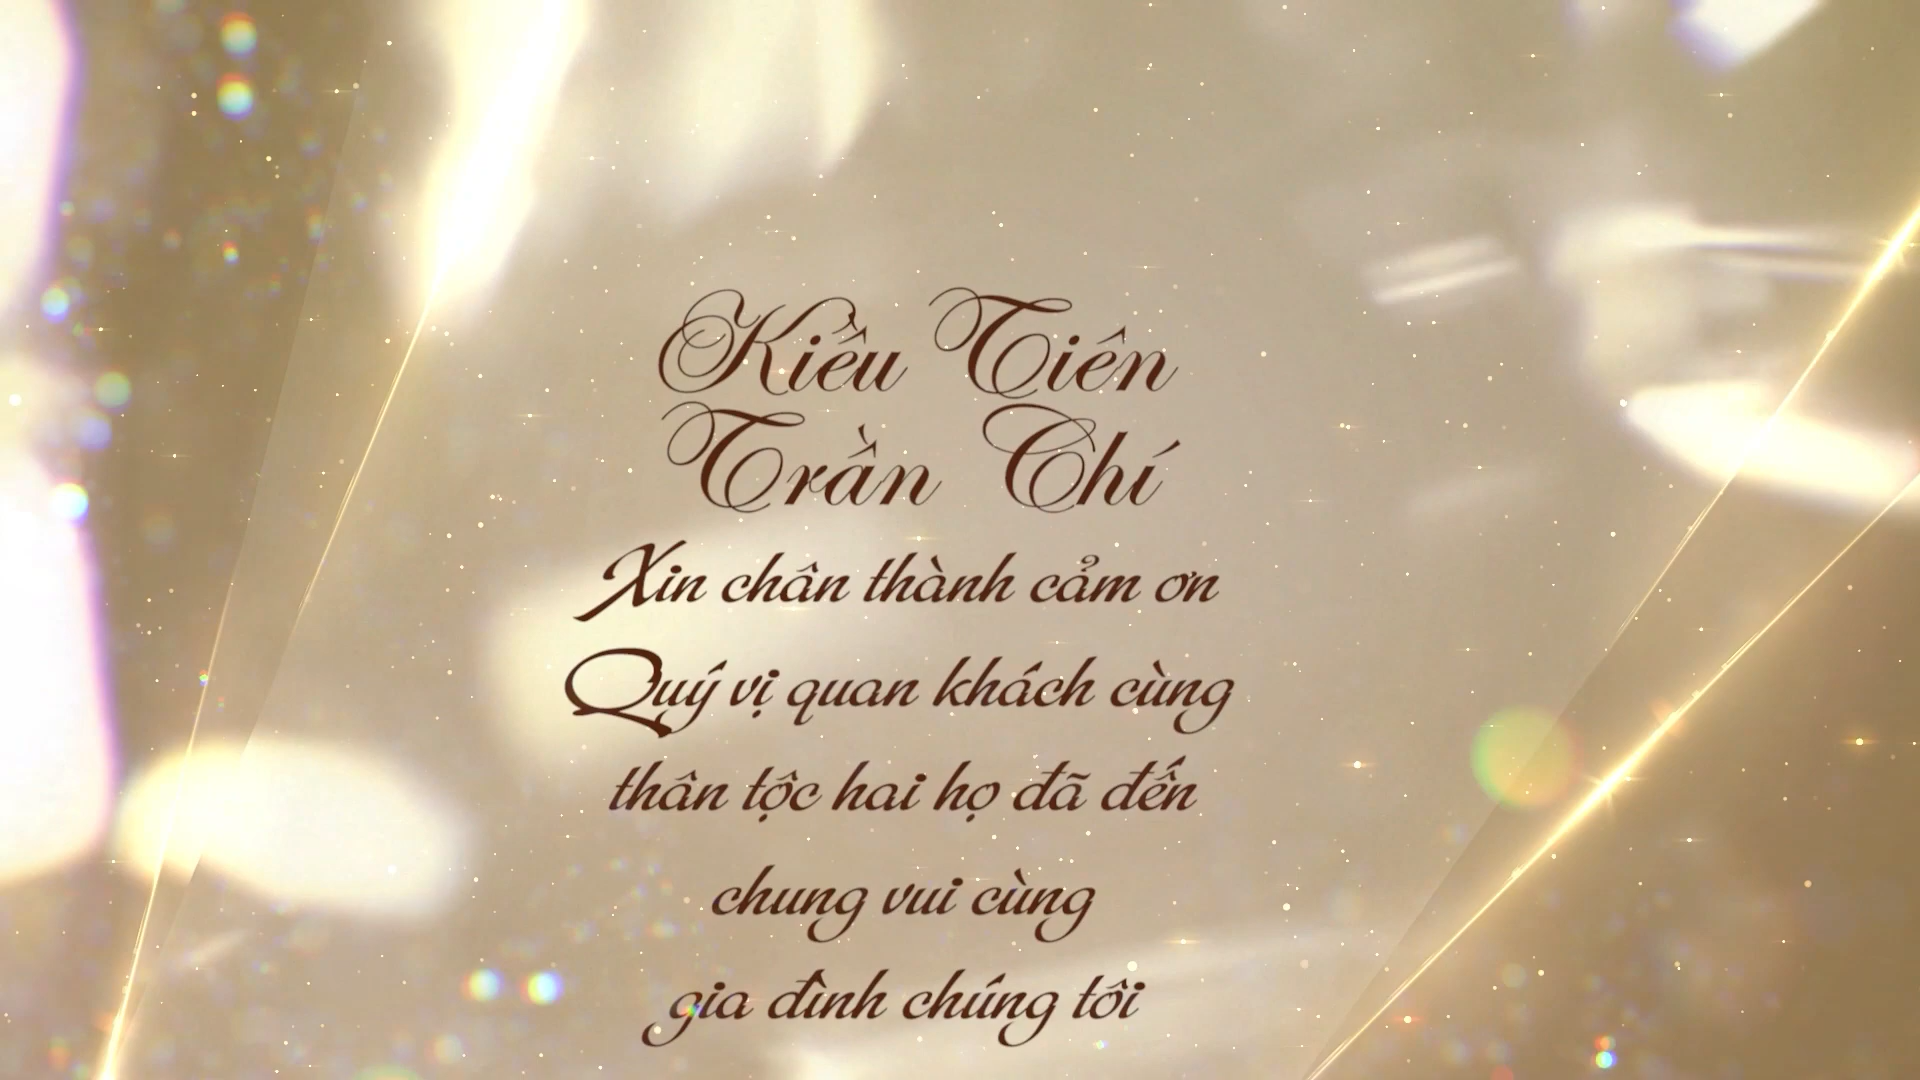 Kiều Tiên
Trần Chí
Xin chân thành cảm ơn
Quý vị quan khách cùng
thân tộc hai họ đã đến
chung vui cùng
gia đình chúng tôi